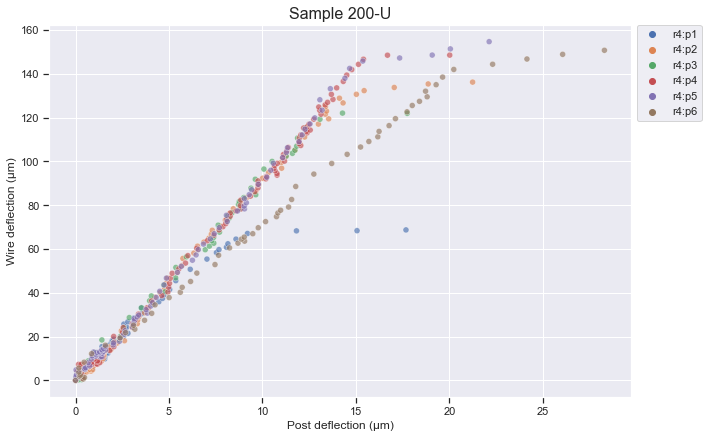 Sample 200-U
160
140
120
100
80
60
40
20
0
Wire deflection (μm)
0 5 10 15 20 25
Post deflection (μm)
r4:p1
r4:p2
r4:p3
r4:p4
r4:p5
r4:p6